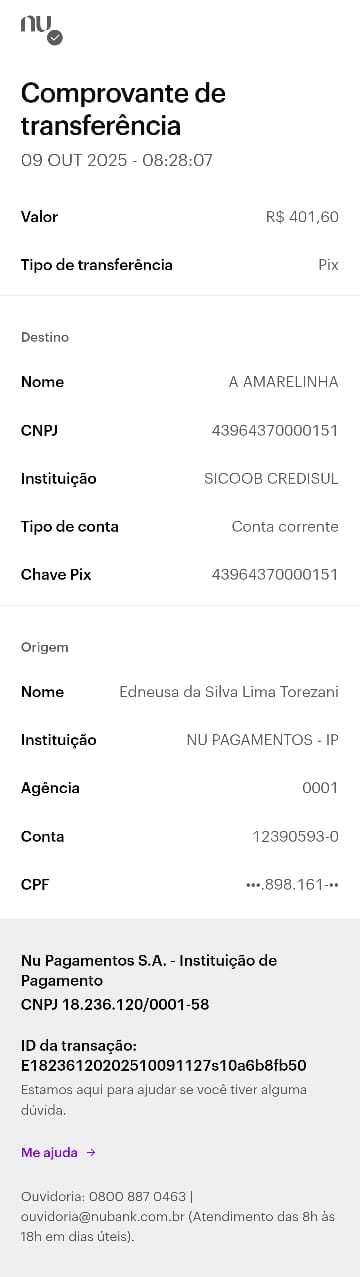 nu
Comprovante de
transferência
09 OUT 2025 - 08:28:07
Valor R$ 401,60
Tipo de transferência Pix
Destino
Nome A AMARELINHA
CNPJ 43964370000151
Instituição SICOOB CREDISUL
Tipo de conta Conta corrente
Chave Pix 43964370000151
Origem
Nome Edneusa da Silva Lima Torezani
Instituição NU PAGAMENTOS - IP
Agência 0001
Conta 12390593-0
CPF •••.898.161-••
Nu Pagamentos S.A. - Instituição de
Pagamento
CNPJ 18.236.120/0001-58
ID da transação:
E18236120202510091127s10a6b8fb50
Estamos aqui para ajudar se você tiver alguma
dúvida.
Me ajuda →
Ouvidoria: 0800 887 0463 |
ouvidoria@nubank.com.br (Atendimento das 8h às
18h em dias úteis).